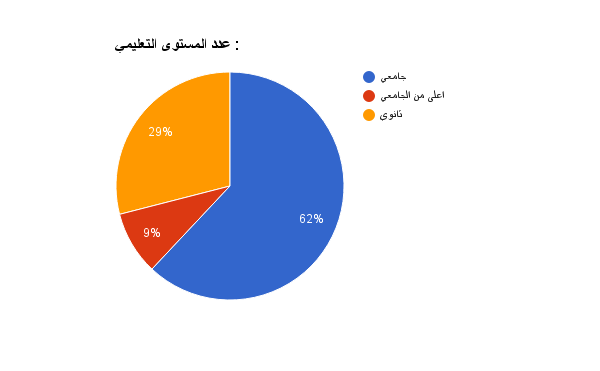 عدد المستوى التعليمي :
جامعي
اعلى من الجامعي
ثانوي
29%
9%
62%